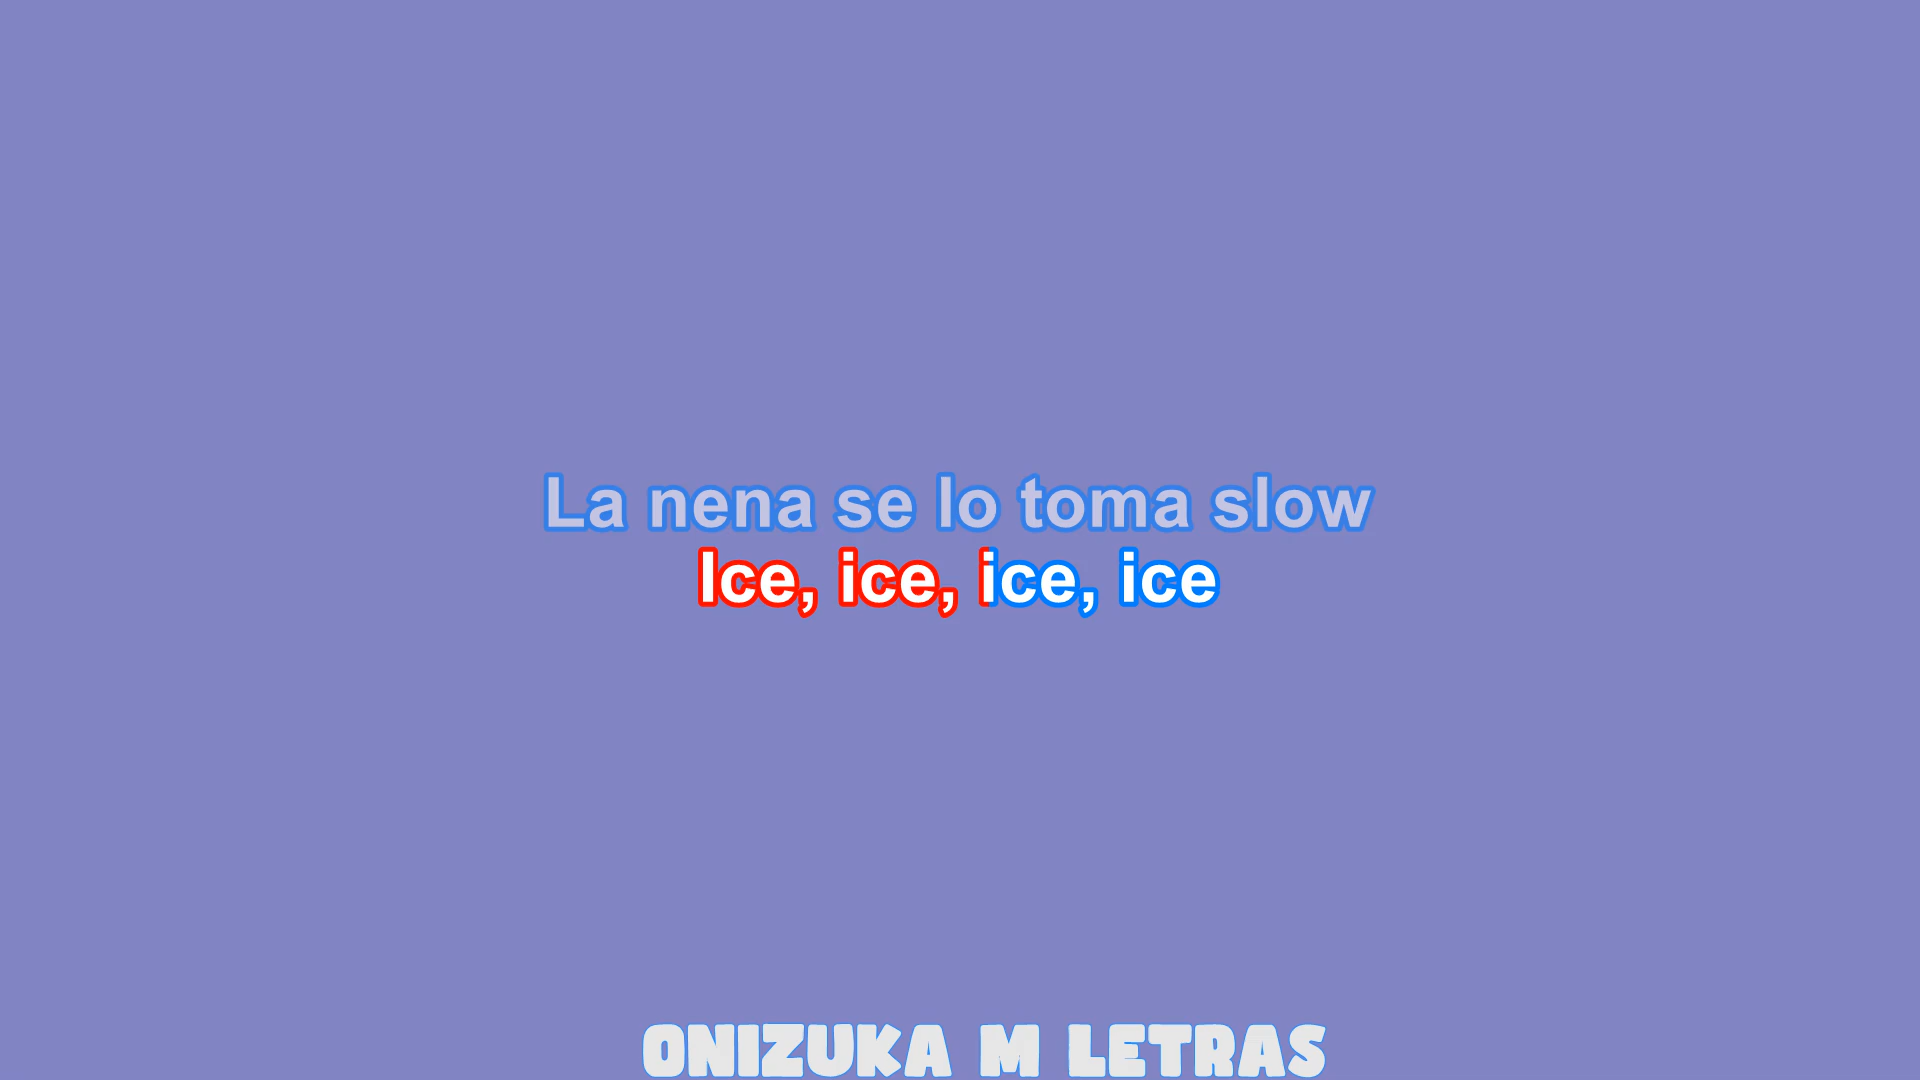 La nena se lo toma slow
Ice, ice, ice, ice
ONIZUKA M LETRAS